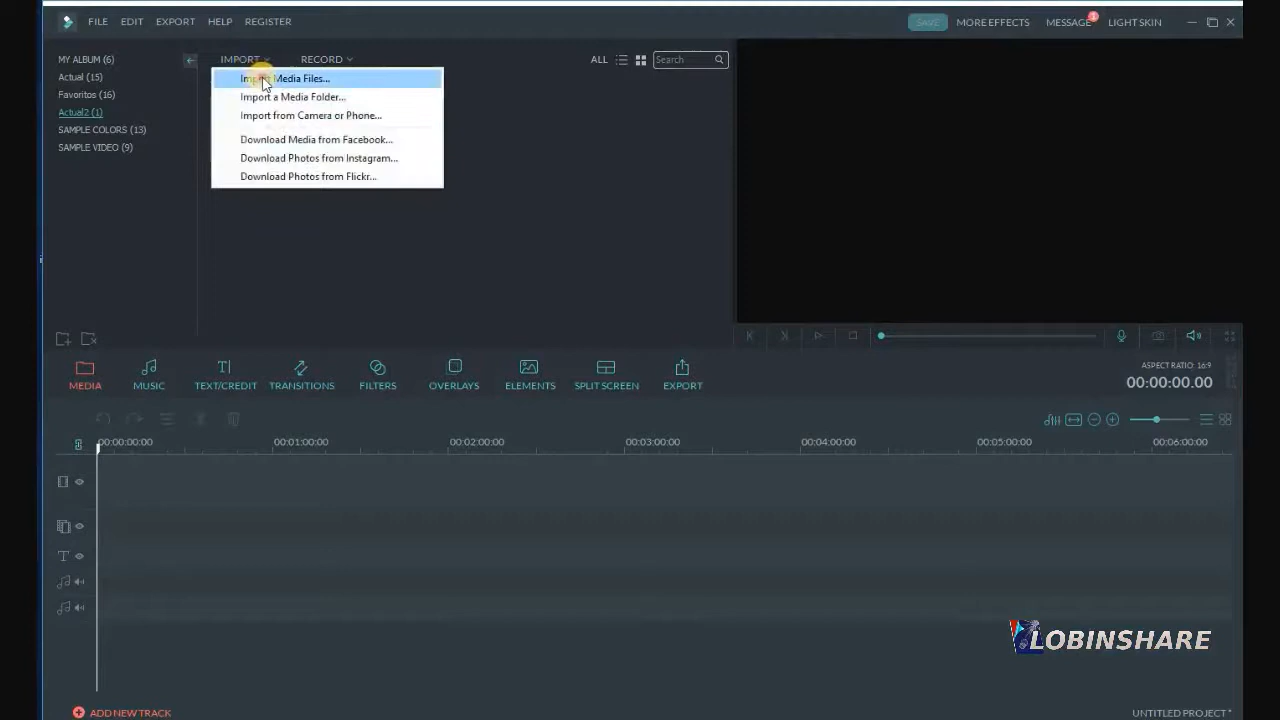 FILE EDIT EXPORT HELP REGISTER SAVE MORE EFFECTS MESSAGE 1 LIGHT SKIN
MY ALBUM (6)
Actual (15)
Favoritos (16)
Actual2 (1)
SAMPLE COLORS (13)
SAMPLE VIDEO (9)
IMPORT RECORD ALL Search
Import Media Files...
Import a Media Folder...
Import from Camera or Phone...
Download Media from Facebook...
Download Photos from Instagram...
Download Photos from Flickr...
MEDIA MUSIC TEXT/CREDIT TRANSITIONS FILTERS OVERLAYS ELEMENTS SPLIT SCREEN EXPORT
ASPECT RATIO: 16:9
00:00:00.00
00:00:00:00 00:01:00:00 00:02:00:00 00:03:00:00 00:04:00:00 00:05:00:00 00:06:00:00
LOBINSHARE
ADD NEW TRACK
UNTITLED PROJECT *